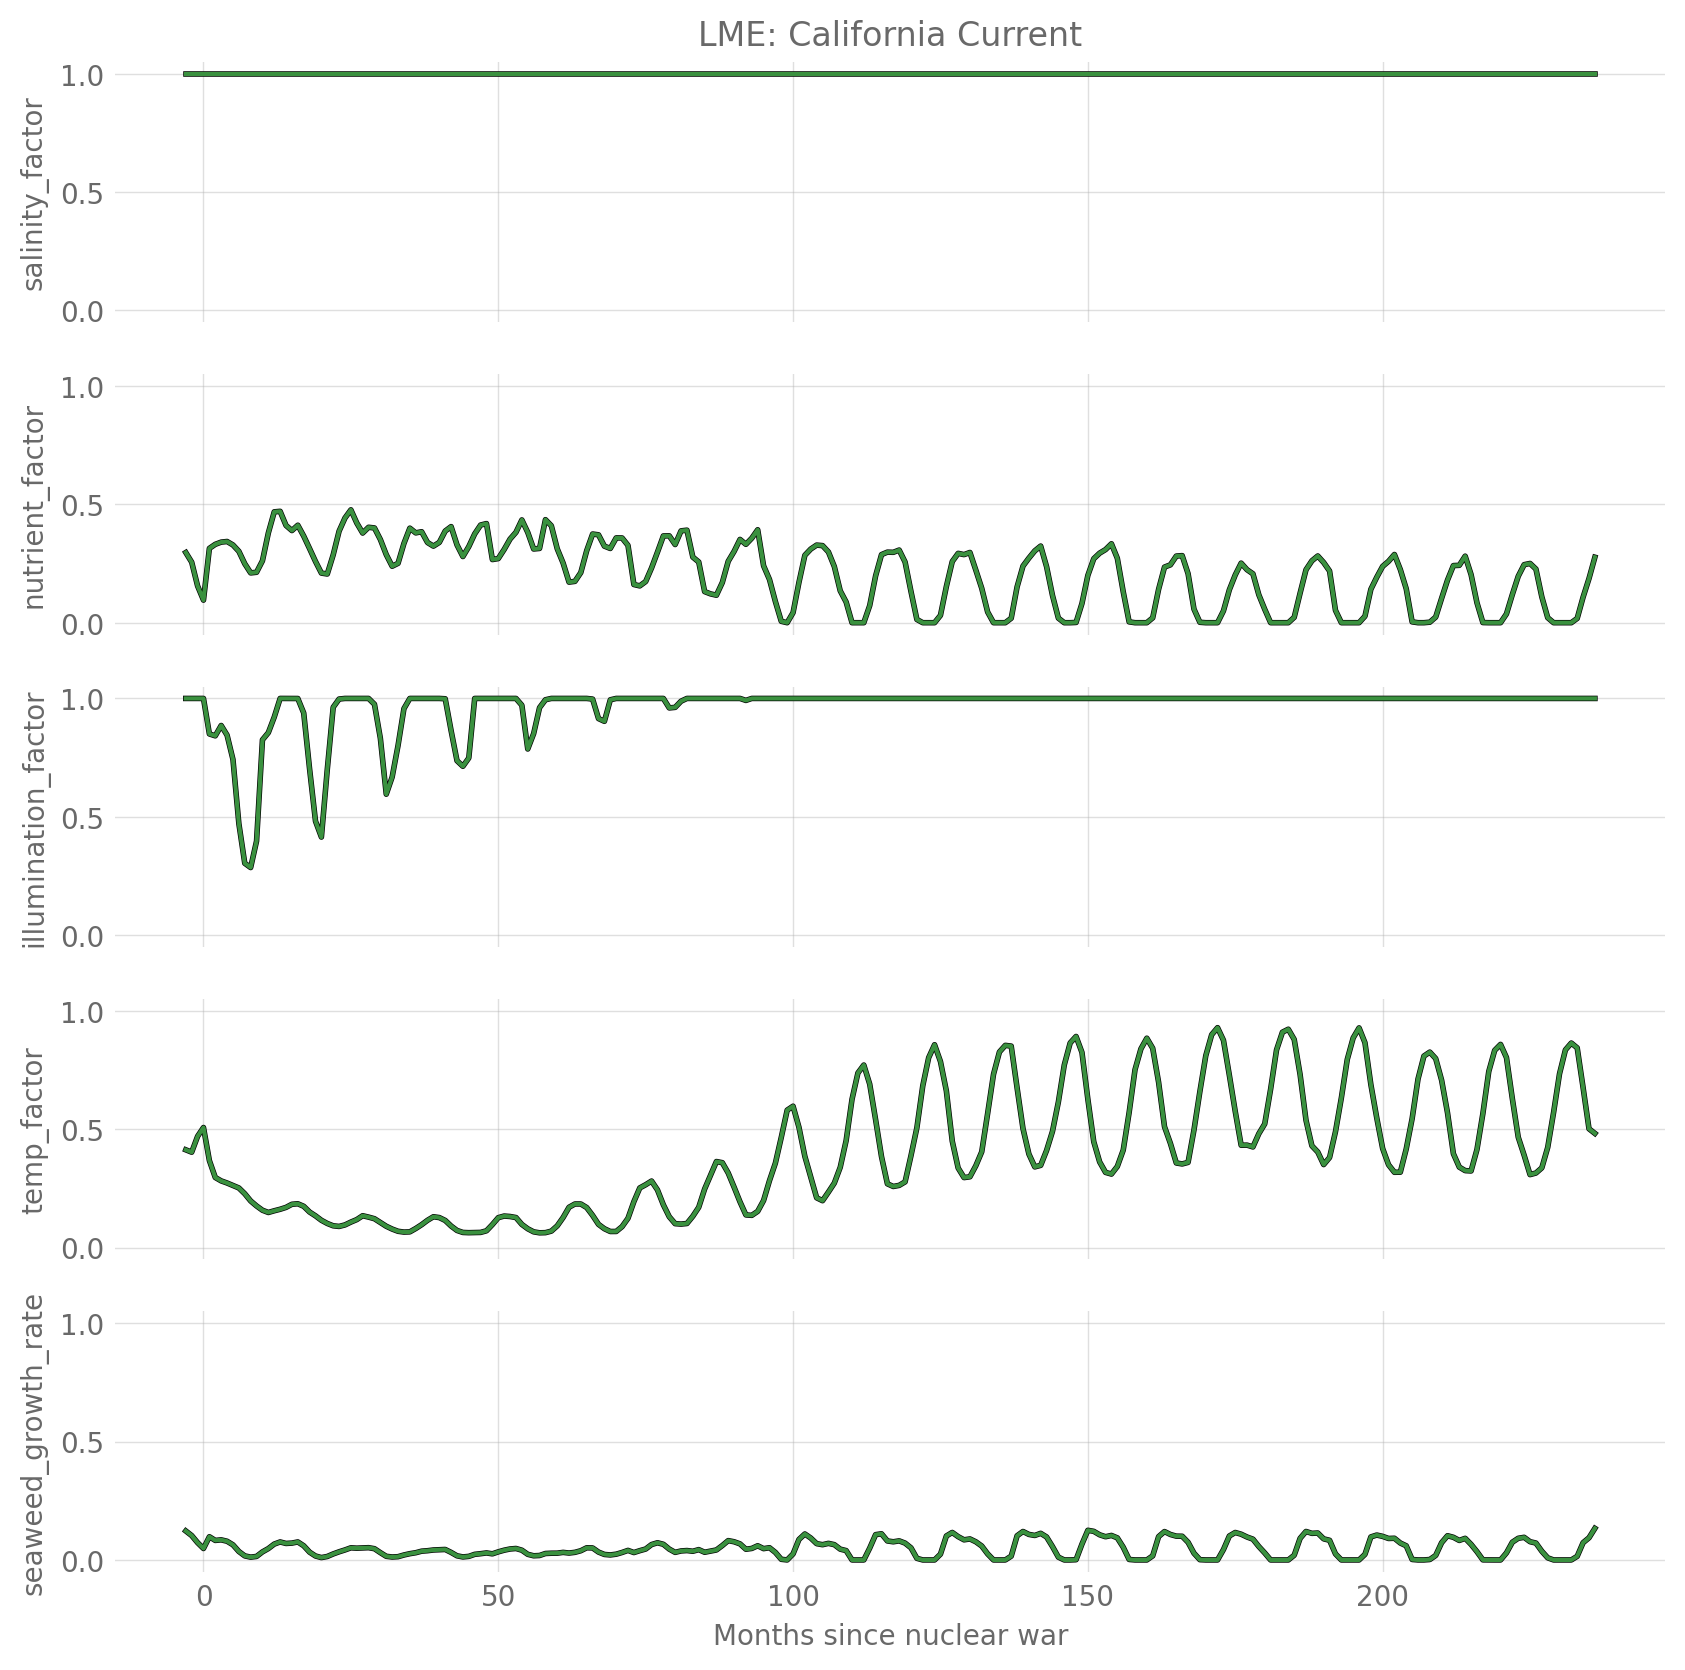 LME: California Current
1.0
0.5
0.0
salinity_factor
1.0
0.5
0.0
nutrient_factor
1.0
0.5
0.0
illumination_factor
1.0
0.5
0.0
temp_factor
1.0
0.5
0.0
seaweed_growth_rate
0 50 100 150 200
Months since nuclear war